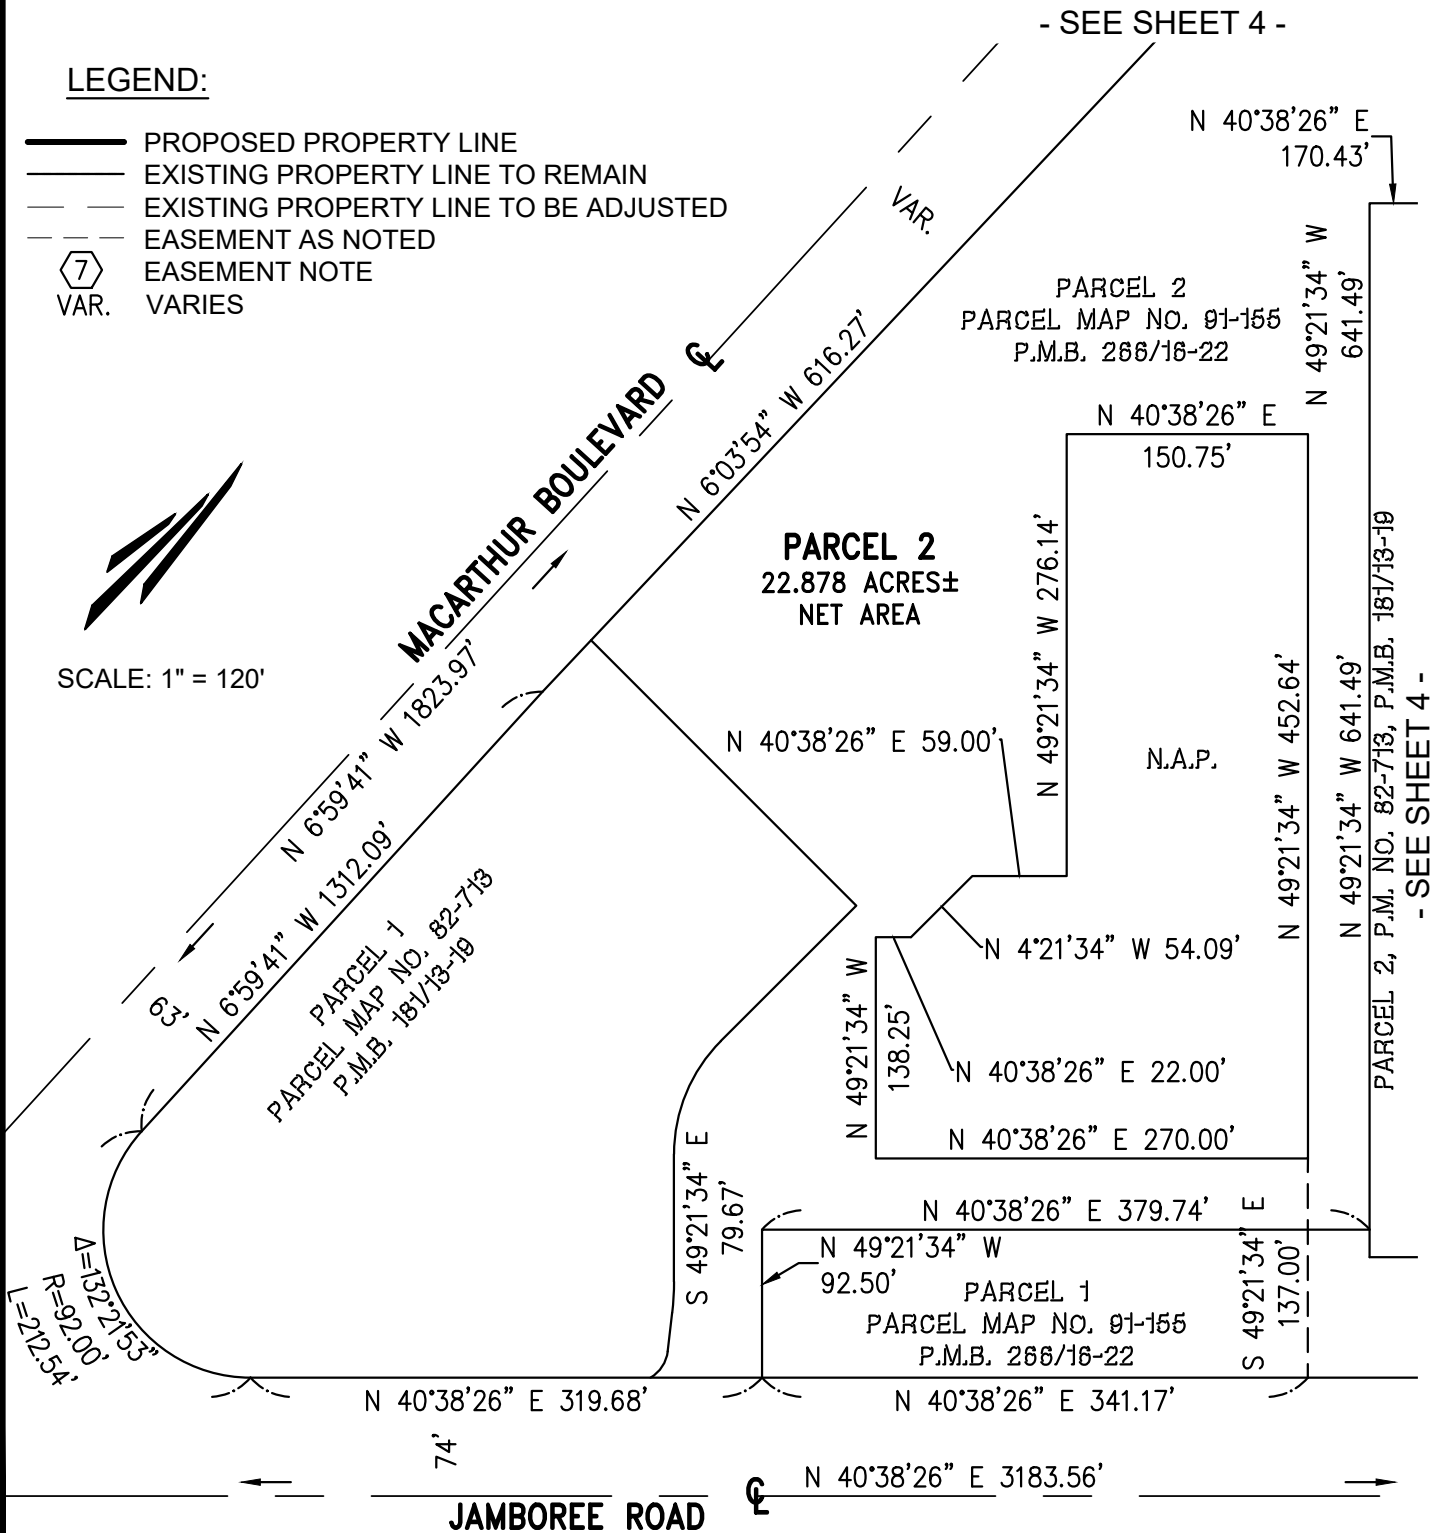 - SEE SHEET 4 -
LEGEND:
PROPOSED PROPERTY LINE
EXISTING PROPERTY LINE TO REMAIN
EXISTING PROPERTY LINE TO BE ADJUSTED
EASEMENT AS NOTED
7 EASEMENT NOTE
VAR. VARIES
N 40°38'26" E
170.43'
VAR.
N 49°21'34" W
641.49'
PARCEL 2
PARCEL MAP NO. 91-155
P.M.B. 266/16-22
MACARTHUR BOULEVARD
N 6°03'54" W 616.27'
N 40°38'26" E
150.75'
SCALE: 1" = 120'
PARCEL 2
22.878 ACRES±
NET AREA
N 49°21'34" W 276.14'
N 6°59'41" W 1823.97'
N 40°38'26" E 59.00'
N.A.P.
N 49°21'34" W 452.64'
N 49°21'34" W 641.49'
PARCEL 2, P.M. NO. 82-713, P.M.B. 181/13-19
- SEE SHEET 4 -
N 6°59'41" W 1312.09'
63'
PARCEL 1
PARCEL MAP NO. 82-713
P.M.B. 181/13-19
N 4°21'34" W 54.09'
N 49°21'34" W
138.25'
N 40°38'26" E 22.00'
N 40°38'26" E 270.00'
S 49°21'34" E
79.67'
N 40°38'26" E 379.74'
S 49°21'34" E
137.00'
N 49°21'34" W
92.50'
PARCEL 1
PARCEL MAP NO. 91-155
P.M.B. 266/16-22
Δ=132°21'53"
R=92.00'
L=212.54'
N 40°38'26" E 319.68'
N 40°38'26" E 341.17'
74'
N 40°38'26" E 3183.56'
JAMBOREE ROAD